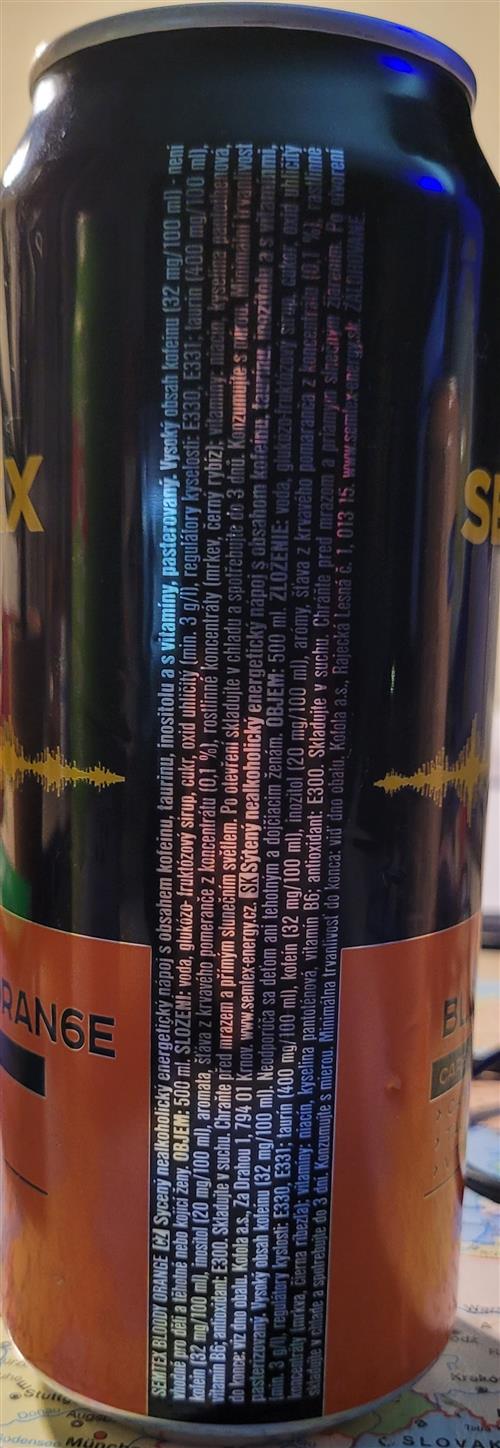 SEMTEX BLOODY ORANGE CZ Sycený nealkoholický energetický nápoj s obsahem kofeinu, taurinu, inositolu a s vitamíny, pasterovaný. Vysoký obsah kofeinu (32 mg/100 ml) - není
vhodné pro děti a těhotné nebo kojící ženy. OBJEM: 500 ml. SLOŽENÍ: voda, glukózo-fruktózový sirup, cukr, oxid uhličitý (min. 3 g/l), regulátory kyselosti: E330, E331; taurin (400 mg/100 ml),
kofein (32 mg/100 ml), inositol (20 mg/100 ml), aromata, šťáva z krvavého pomeranče z koncentrátu (0,1 %), rostlinné koncentráty (mrkev, černý rybíz), vitamíny: niacin, kyselina pantotenová,
vitamín B6; antioxidant: E300. Skladujte v suchu. Chraňte před mrazem a přímým slunečním světlem. Po otevření skladujte v chladu a spotřebujte do 3 dnů. Konzumujte s mírou. Minimální trvanlivost
do konce: viz dno obalu. Kofola a.s., Za Drahou 1, 794 01 Krnov. www.semtex-energy.cz. SK Sýtený nealkoholický energetický nápoj s obsahom kofeínu, taurínu, inozitolu a s vitamínmi,
pasterizovaný. Vysoký obsah kofeínu (32 mg/100 ml). Neodporúča sa deťom ani tehotným a dojčiacim ženám. OBJEM: 500 ml. ZLOŽENIE: voda, glukózo-fruktózový sirup, cukor, oxid uhličitý
(min. 3 g/l), regulátory kyslosti: E330, E331; taurín (400 mg/100 ml), kofeín (32 mg/100 ml), inozitol (20 mg/100 ml), arómy, šťava z krvavého pomaranča z koncentrátu (0,1 %), rastlinné
koncentráty (mrkva, čierna ríbezľa), vitamíny: niacín, kyselina pantoténová, vitamín B6; antioxidant: E300. Skladujte v suchu. Chráňte pred mrazom a priamym slnečným žiarením. Po otvorení
skladujte v chlade a spotrebujte do 3 dní. Konzumujte s mierou. Minimálna trvanlivosť do konca: viď dno obalu. Kofola a.s., Rajecká Lesná č. 1, 013 15. www.semtex-energy.sk ZÁLOHOVANÉ.
EX
ORANGE
SE
BL
München
SLOVAK